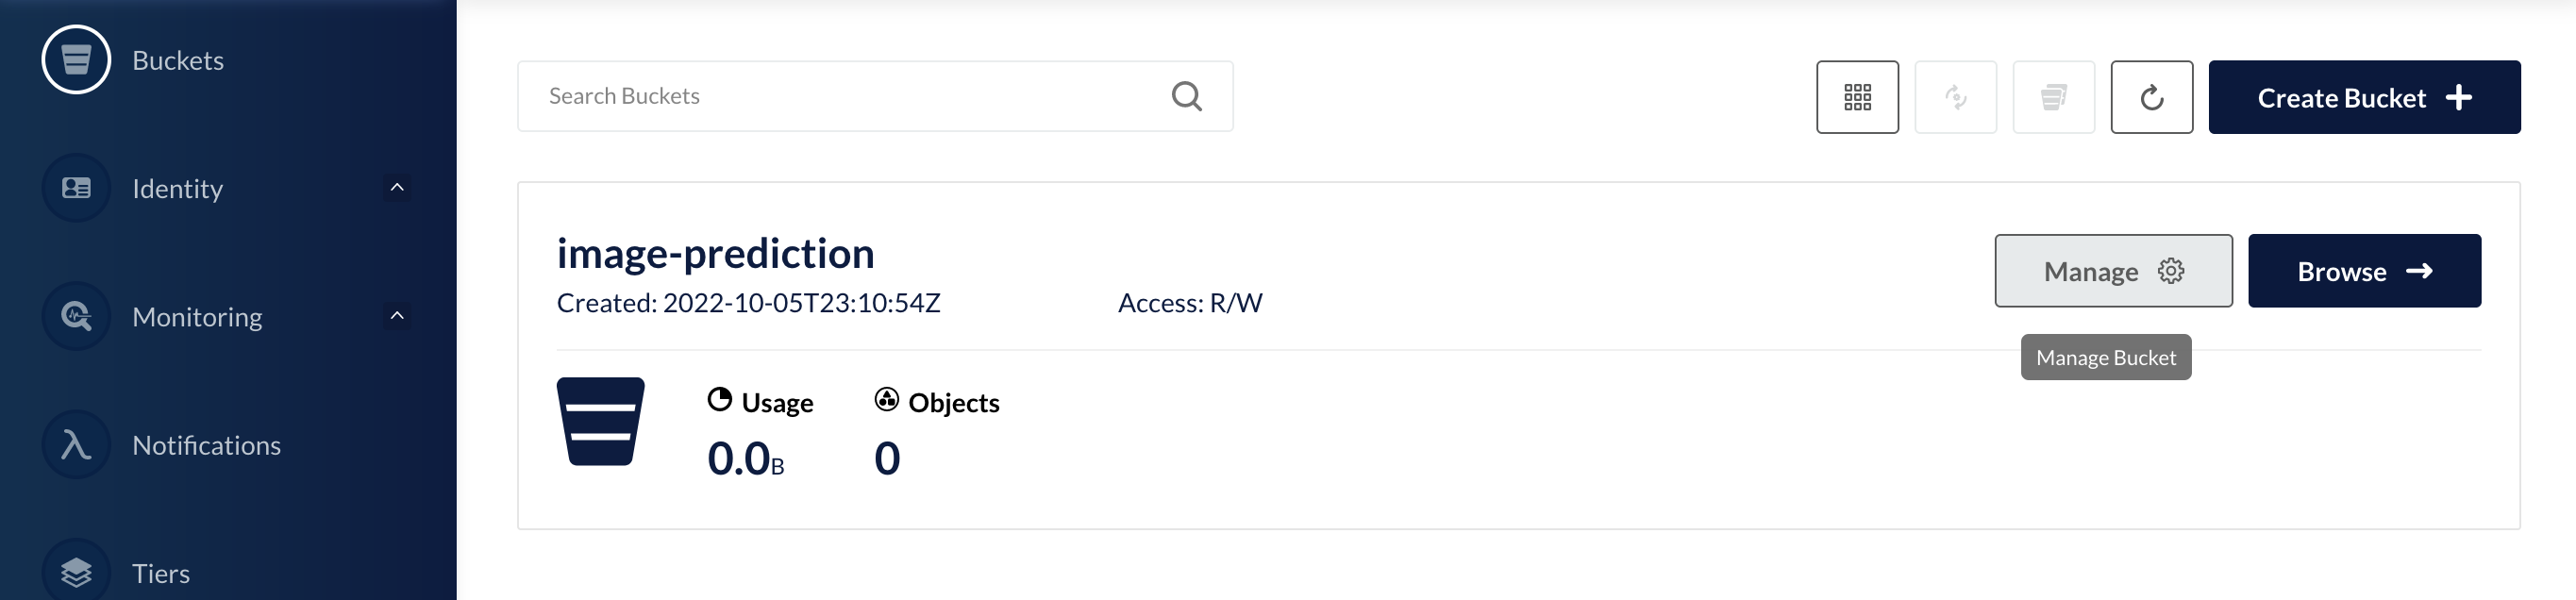 Buckets
Identity
Monitoring
Notifications
Tiers
Search Buckets
Create Bucket
image-prediction
Created: 2022-10-05T23:10:54Z
Access: R/W
Manage
Browse
Manage Bucket
Usage
Objects
0.0B
0